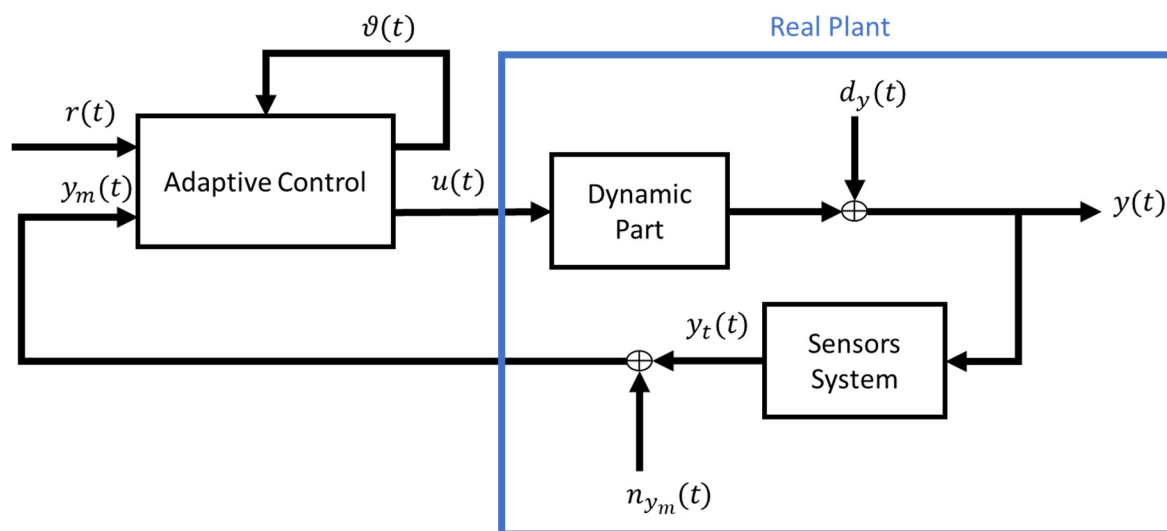 Real Plant
ϑ(t)
d_y(t)
r(t)
Adaptive Control
y_m(t)
u(t)
Dynamic
Part
y(t)
y_t(t)
Sensors
System
n_{y_m}(t)